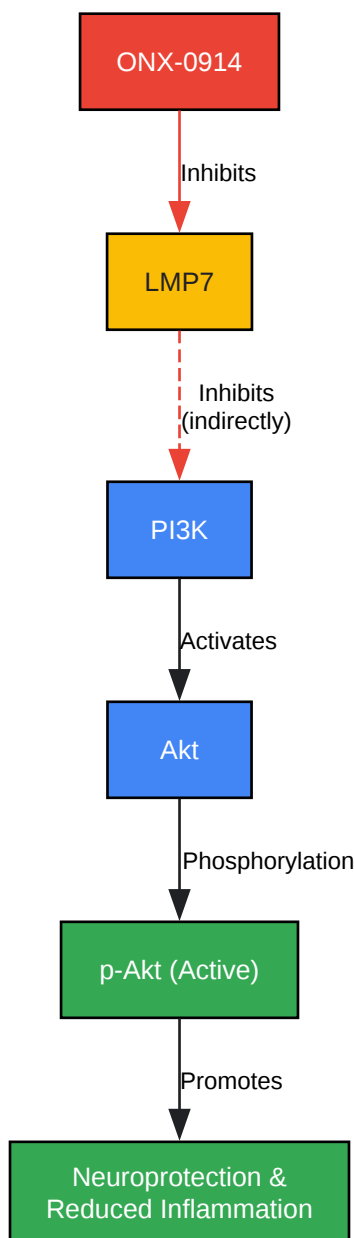 ONX-0914
Inhibits
LMP7
Inhibits
(indirectly)
PI3K
Activates
Akt
Phosphorylation
p-Akt (Active)
Promotes
Neuroprotection &
Reduced Inflammation